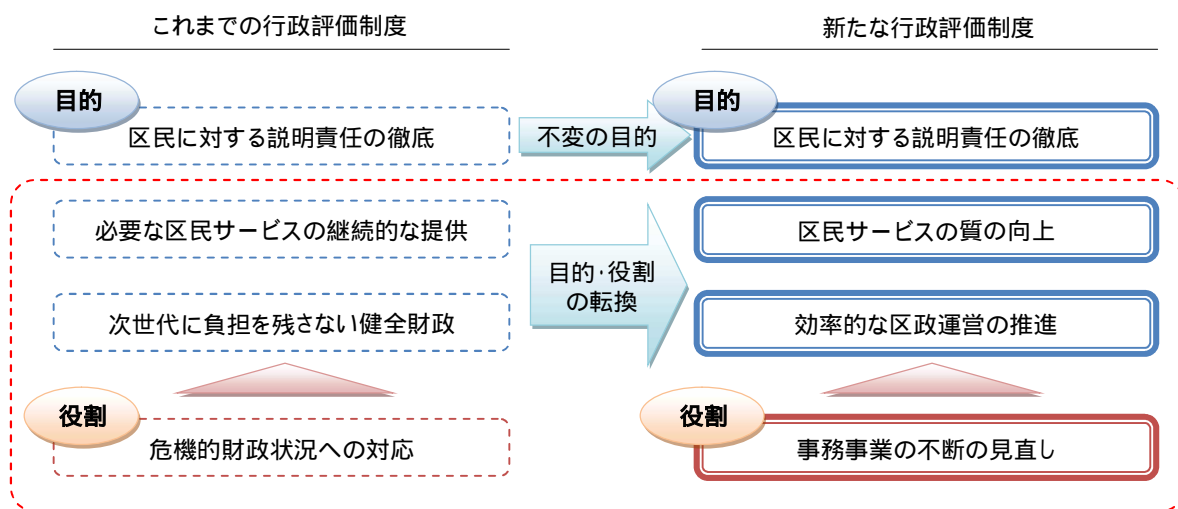 これまでの行政評価制度
新たな行政評価制度
目的
区民に対する説明責任の徹底
不変の目的
目的
区民に対する説明責任の徹底
必要な区民サービスの継続的な提供
次世代に負担を残さない健全財政
目的・役割
の転換
区民サービスの質の向上
効率的な区政運営の推進
役割
危機的財政状況への対応
役割
事務事業の不断の見直し